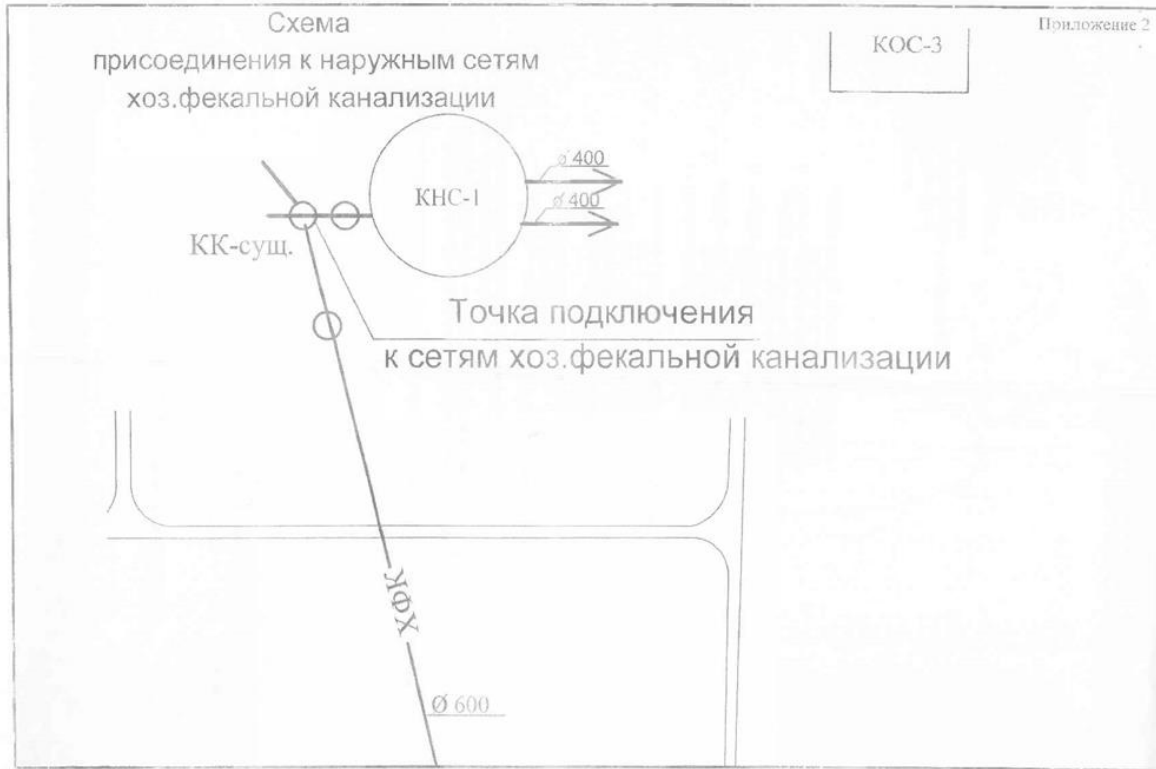 Схема
присоединения к наружным сетям
хоз.фекальной канализации
Приложение 2
КОС-3
ø 400
КНС-1
ø 400
КК-сущ.
Точка подключения
к сетям хоз.фекальной канализации
ХФК
Ø 600